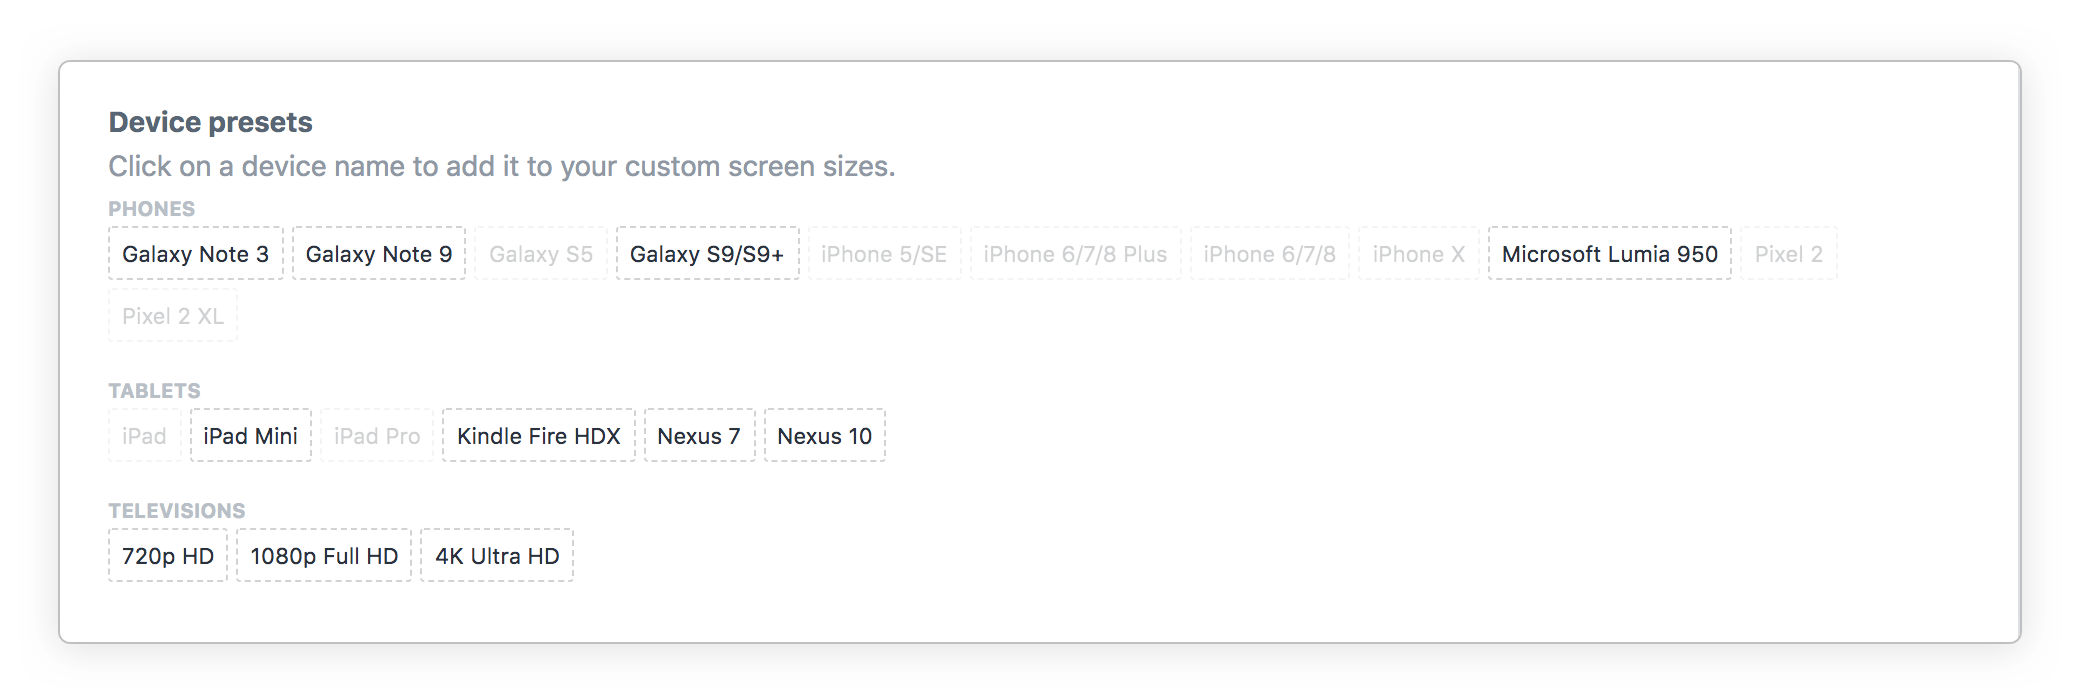 Device presets
Click on a device name to add it to your custom screen sizes.
PHONES
Galaxy Note 3 Galaxy Note 9 Galaxy S5 Galaxy S9/S9+ iPhone 5/SE iPhone 6/7/8 Plus iPhone 6/7/8 iPhone X Microsoft Lumia 950 Pixel 2
Pixel 2 XL
TABLETS
iPad iPad Mini iPad Pro Kindle Fire HDX Nexus 7 Nexus 10
TELEVISIONS
720p HD 1080p Full HD 4K Ultra HD